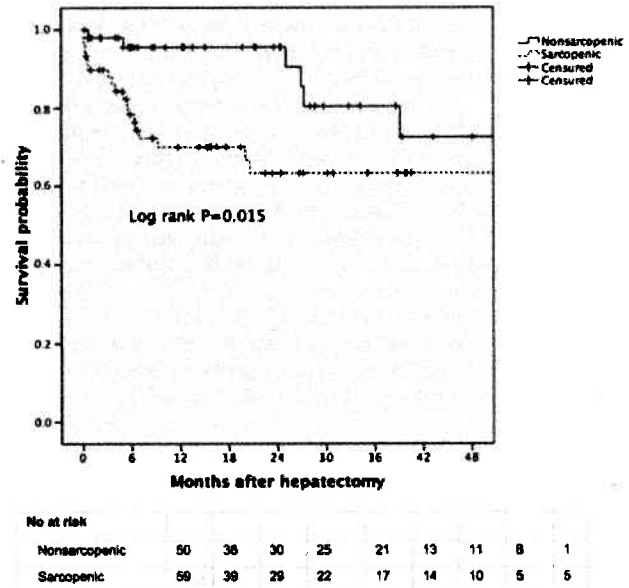 Survival probability
1.0
0.8
0.6
0.4
0.2
0.0
Nonsarcopenic
Sarcopenic
Censured
Censured
Log rank P=0.015
0 6 12 18 24 30 36 42 48
Months after hepatectomy
No at risk
Nonsarcopenic 50 36 30 25 21 13 11 8 1
Sarcopenic 59 39 29 22 17 14 10 5 5